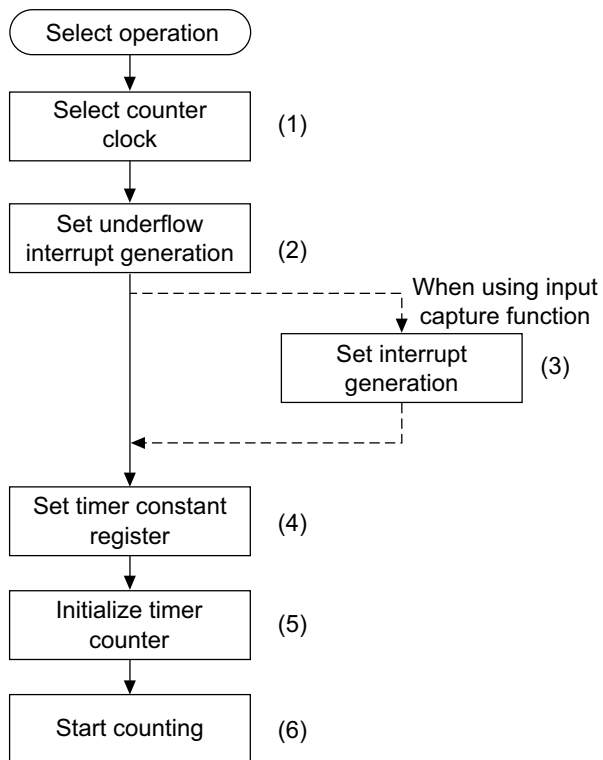 Select operation
Select counter
clock
(1)
Set underflow
interrupt generation
(2)
When using input
capture function
Set interrupt
generation
(3)
Set timer constant
register
(4)
Initialize timer
counter
(5)
Start counting
(6)